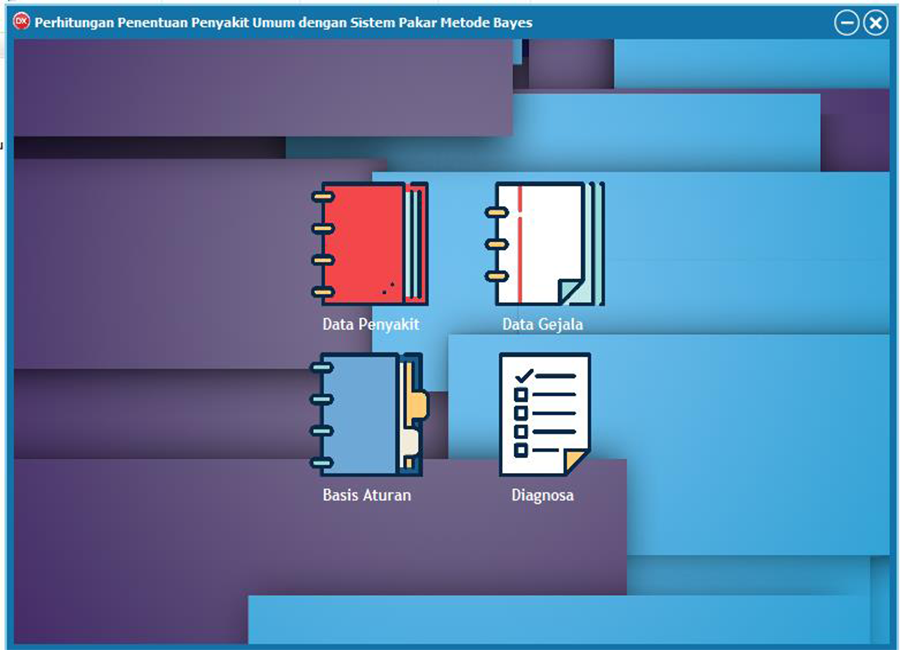 Perhitungan Penentuan Penyakit Umum dengan Sistem Pakar Metode Bayes
Data Penyakit
Data Gejala
Basis Aturan
Diagnosa